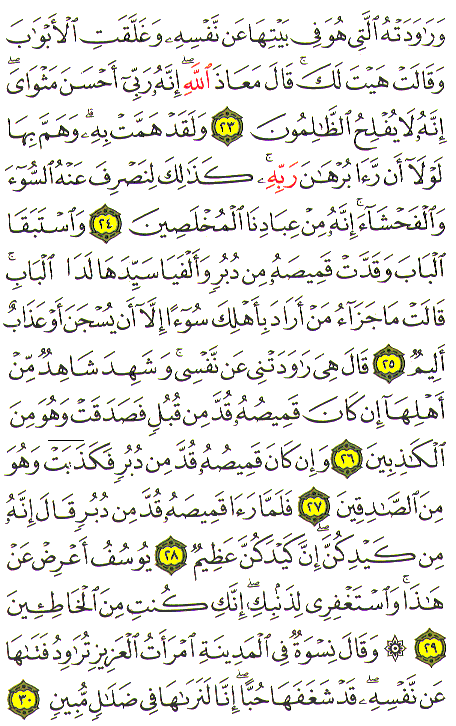 وَرَٰوَدَتْهُ ٱلَّتِى هُوَ فِى بَيْتِهَا عَن نَّفْسِهِۦ وَغَلَّقَتِ ٱلْأَبْوَٰبَ
وَقَالَتْ هَيْتَ لَكَ ۚ قَالَ مَعَاذَ ٱللَّهِ ۖ إِنَّهُۥ رَبِّىٓ أَحْسَنَ مَثْوَاىَ ۖ
إِنَّهُۥ لَا يُفْلِحُ ٱلظَّٰلِمُونَ ٢٣ وَلَقَدْ هَمَّتْ بِهِۦ ۖ وَهَمَّ بِهَا
لَوْلَآ أَن رَّءَا بُرْهَٰنَ رَبِّهِۦ ۚ كَذَٰلِكَ لِنَصْرِفَ عَنْهُ ٱلسُّوٓءَ
وَٱلْفَحْشَآءَ ۚ إِنَّهُۥ مِنْ عِبَادِنَا ٱلْمُخْلَصِينَ ٢٤ وَٱسْتَبَقَا
ٱلْبَابَ وَقَدَّتْ قَمِيصَهُۥ مِن دُبُرٍ وَأَلْفَيَا سَيِّدَهَا لَدَا ٱلْبَابِ ۚ
قَالَتْ مَا جَزَآءُ مَنْ أَرَادَ بِأَهْلِكَ سُوٓءًا إِلَّآ أَن يُسْجَنَ أَوْ عَذَابٌ
أَلِيمٌ ٢٥ قَالَ هِىَ رَٰوَدَتْنِى عَن نَّفْسِى ۚ وَشَهِدَ شَاهِدٌ مِّنْ
أَهْلِهَآ إِن كَانَ قَمِيصُهُۥ قُدَّ مِن قُبُلٍ فَصَدَقَتْ وَهُوَ مِنَ
ٱلْكَٰذِبِينَ ٢٦ وَإِن كَانَ قَمِيصُهُۥ قُدَّ مِن دُبُرٍ فَكَذَبَتْ وَهُوَ
مِنَ ٱلصَّٰدِقِينَ ٢٧ فَلَمَّا رَءَا قَمِيصَهُۥ قُدَّ مِن دُبُرٍ قَالَ إِنَّهُۥ
مِن كَيْدِكُنَّ ۖ إِنَّ كَيْدَكُنَّ عَظِيمٌ ٢٨ يُوسُفُ أَعْرِضْ عَنْ
هَٰذَا ۚ وَٱسْتَغْفِرِى لِذَنۢبِكِ ۖ إِنَّكِ كُنتِ مِنَ ٱلْخَاطِـِٔينَ
٢٩ ۞ وَقَالَ نِسْوَةٌ فِى ٱلْمَدِينَةِ ٱمْرَأَتُ ٱلْعَزِيزِ تُرَٰوِدُ فَتَىٰهَا
عَن نَّفْسِهِۦ ۖ قَدْ شَغَفَهَا حُبًّا ۖ إِنَّا لَنَرَىٰهَا فِى ضَلَٰلٍ مُّبِينٍ ٣٠